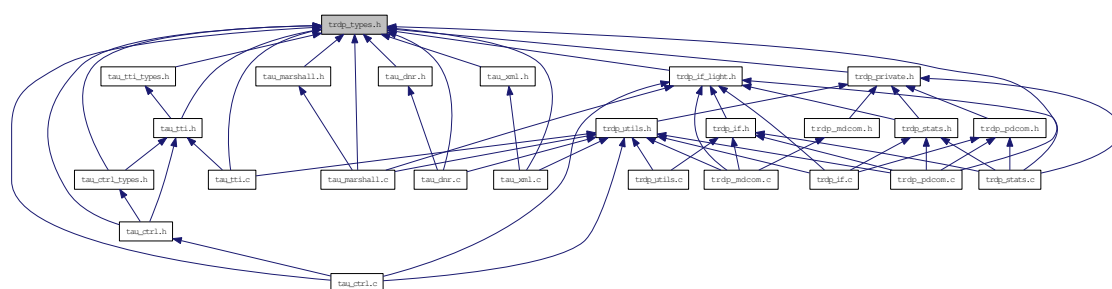 trdp_types.h
tau_tti_types.h
tau_marshall.h
tau_dnr.h
tau_xml.h
trdp_if_light.h
trdp_private.h
tau_tti.h
trdp_utils.h
trdp_if.h
trdp_mdcom.h
trdp_stats.h
trdp_pdcom.h
tau_ctrl_types.h
tau_tti.c
tau_marshall.c
tau_dnr.c
tau_xml.c
trdp_utils.c
trdp_mdcom.c
trdp_if.c
trdp_pdcom.c
trdp_stats.c
tau_ctrl.h
tau_ctrl.c